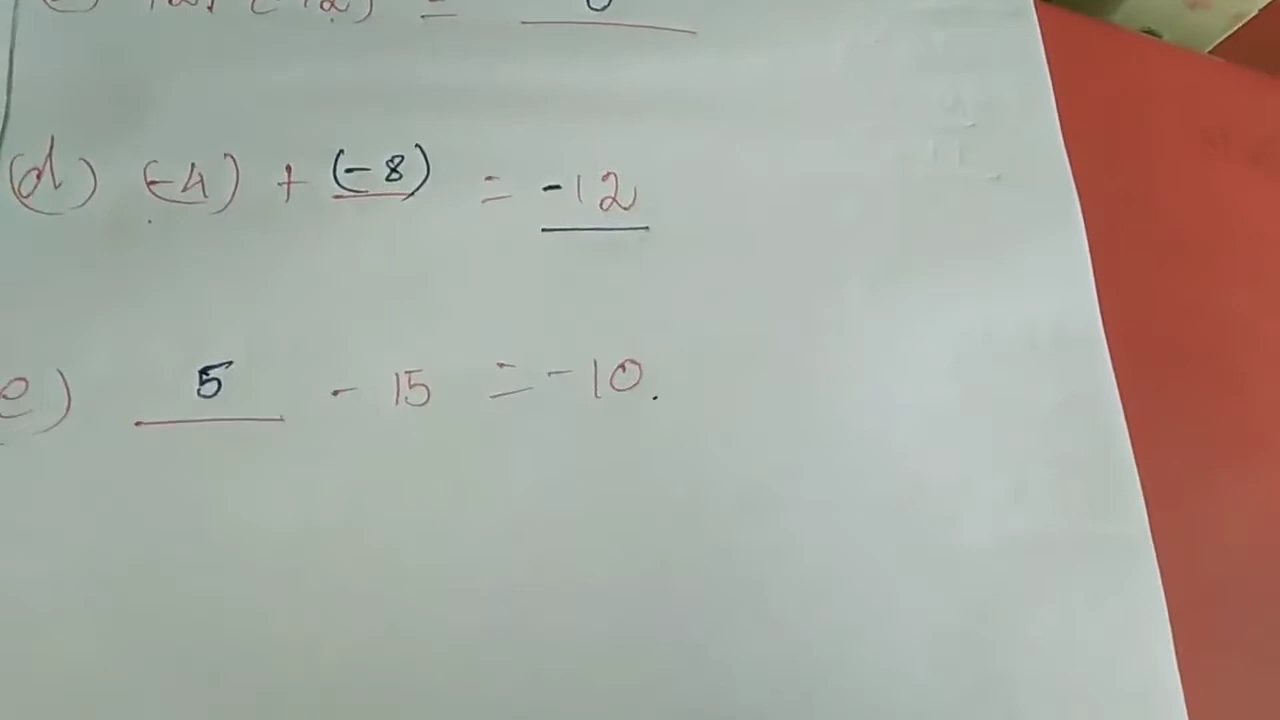 (d) (-4) + (-8) = -12
e) 5 - 15 = -10.